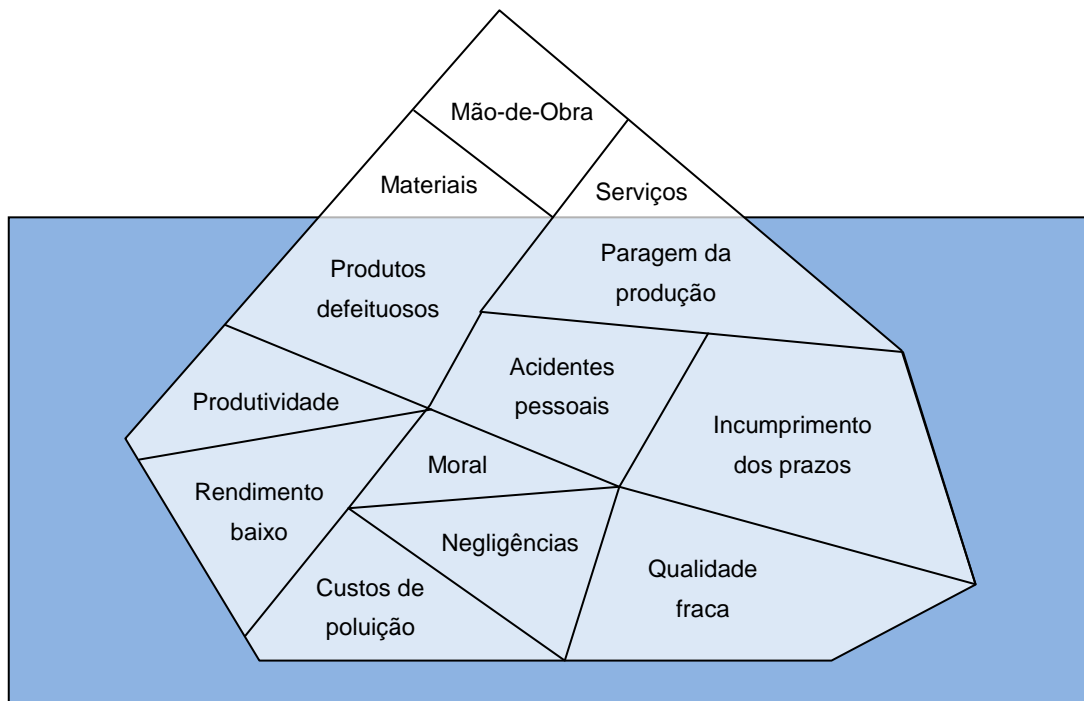 Mão-de-Obra
Materiais
Serviços
Produtos
defeituosos
Paragem da
produção
Produtividade
Acidentes
pessoais
Incumprimento
dos prazos
Moral
Rendimento
baixo
Negligências
Qualidade
fraca
Custos de
poluição